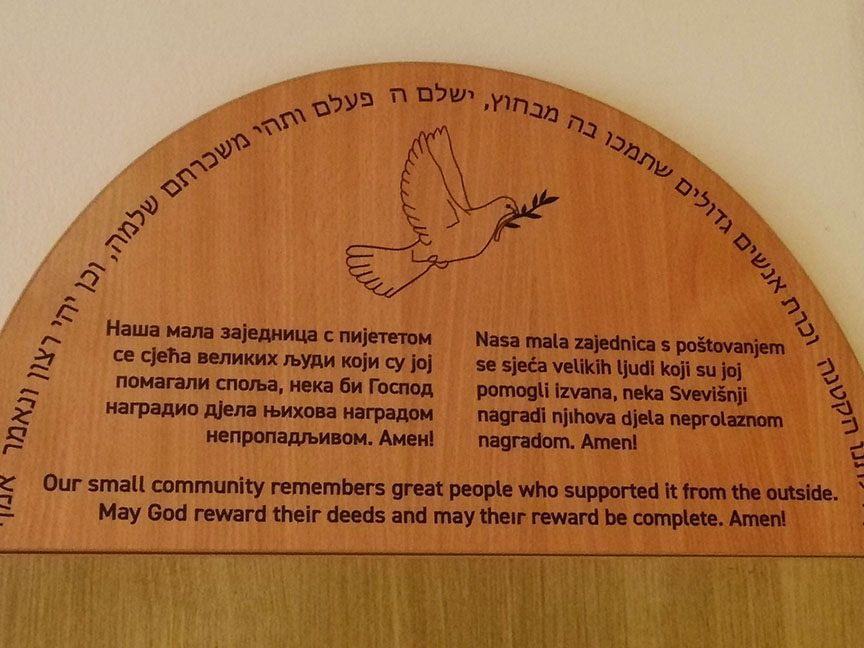 הקטנה וכרת אנשים גדולים שתמכו בה מבחוץ, ישלם ה פעלם ותהי משכרתם שלמה, וכן יהי רצון ונאמר אמן
Наша мала заједница с пијететом
се сјећа великих људи који су јој
помагали споља, нека би Господ
наградио дјела њихова наградом
непропадљивом. Амен!
Nasa mala zajednica s poštovanjem
se sjeća velikih ljudi koji su joj
pomogli izvana, neka Svevišnji
nagradi njıhova djela neprolaznom
nagradom. Amen!
Our small community remembers great people who supported it from the outside.
May God reward their deeds and may theır reward be complete. Amen!